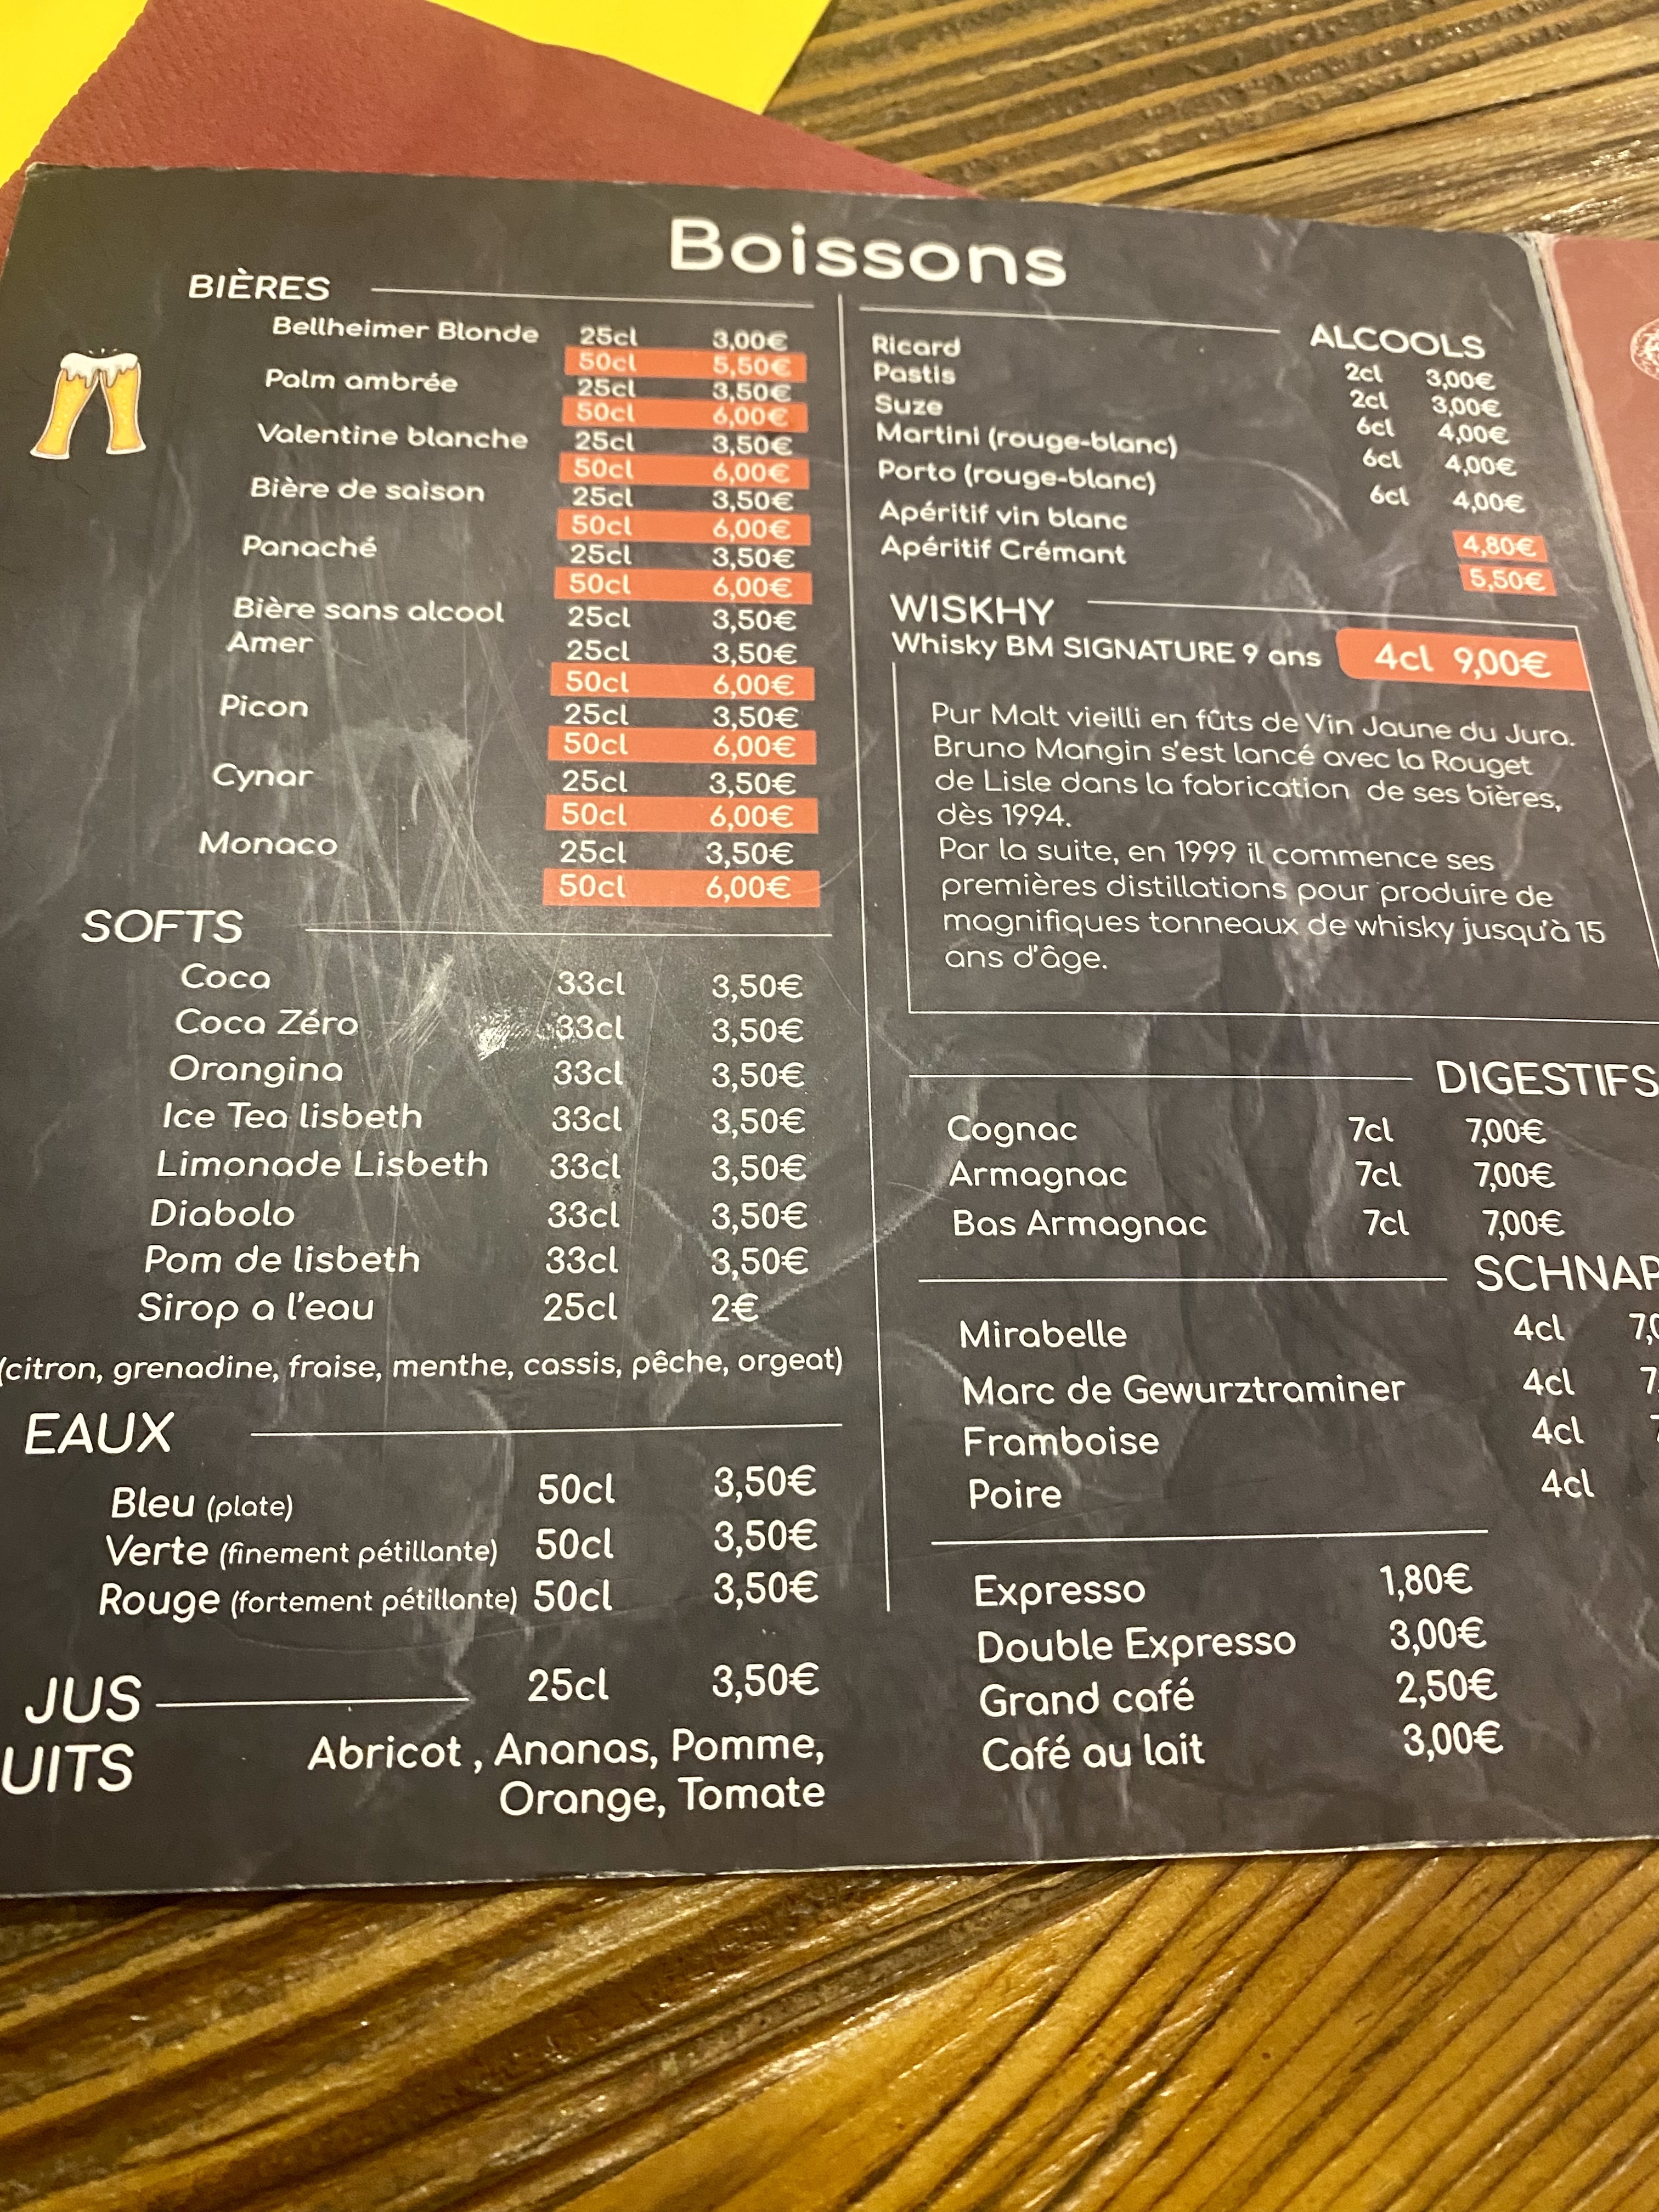 Boissons
BIÈRES
Bellheimer Blonde 25cl 3,00€
50cl 5,50€
Palm ambrée 25cl 3,50€
50cl 6,00€
Valentine blanche 25cl 3,50€
50cl 6,00€
Bière de saison 25cl 3,50€
50cl 6,00€
Panaché 25cl 3,50€
50cl 6,00€
Bière sans alcool 25cl 3,50€
Amer 25cl 3,50€
50cl 6,00€
Picon 25cl 3,50€
50cl 6,00€
Cynar 25cl 3,50€
50cl 6,00€
Monaco 25cl 3,50€
50cl 6,00€
SOFTS
Coca 33cl 3,50€
Coca Zéro 33cl 3,50€
Orangina 33cl 3,50€
Ice Tea lisbeth 33cl 3,50€
Limonade Lisbeth 33cl 3,50€
Diabolo 33cl 3,50€
Pom de lisbeth 33cl 3,50€
Sirop a l'eau 25cl 2€
(citron, grenadine, fraise, menthe, cassis, pêche, orgeat)
EAUX
Bleu (plate) 50cl 3,50€
Verte (finement pétillante) 50cl 3,50€
Rouge (fortement pétillante) 50cl 3,50€
JUS 25cl 3,50€
UITS
Abricot , Ananas, Pomme,
Orange, Tomate
ALCOOLS
Ricard 2cl 3,00€
Pastis 2cl 3,00€
Suze 6cl 4,00€
Martini (rouge-blanc) 6cl 4,00€
Porto (rouge-blanc) 6cl 4,00€
Apéritif vin blanc 4,80€
Apéritif Crémant 5,50€
WISKHY
Whisky BM SIGNATURE 9 ans 4cl 9,00€
Pur Malt vieilli en fûts de Vin Jaune du Jura.
Bruno Mangin s'est lancé avec la Rouget
de Lisle dans la fabrication de ses bières,
dès 1994.
Par la suite, en 1999 il commence ses
premières distillations pour produire de
magnifiques tonneaux de whisky jusqu'à 15
ans d'âge.
DIGESTIFS
Cognac 7cl 7,00€
Armagnac 7cl 7,00€
Bas Armagnac 7cl 7,00€
SCHNAP
Mirabelle 4cl 7,0
Marc de Gewurztraminer 4cl 7
Framboise 4cl
Poire 4cl
Expresso 1,80€
Double Expresso 3,00€
Grand café 2,50€
Café au lait 3,00€